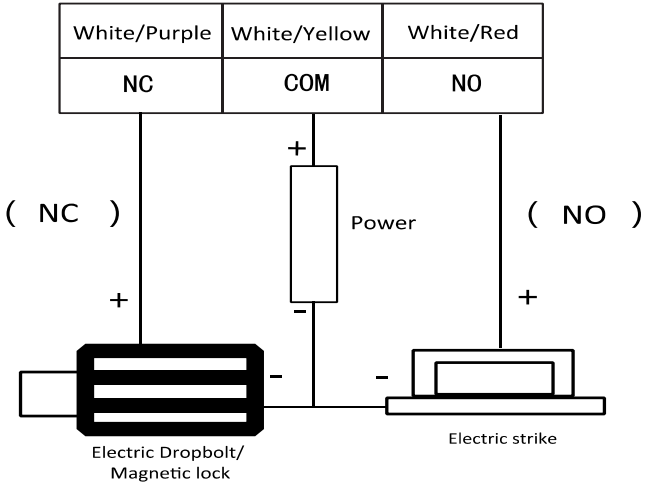 White/Purple White/Yellow White/Red
NC COM NO
+
( NC ) Power ( NO )
+ - +
- -
Electric Dropbolt/
Magnetic lock
Electric strike